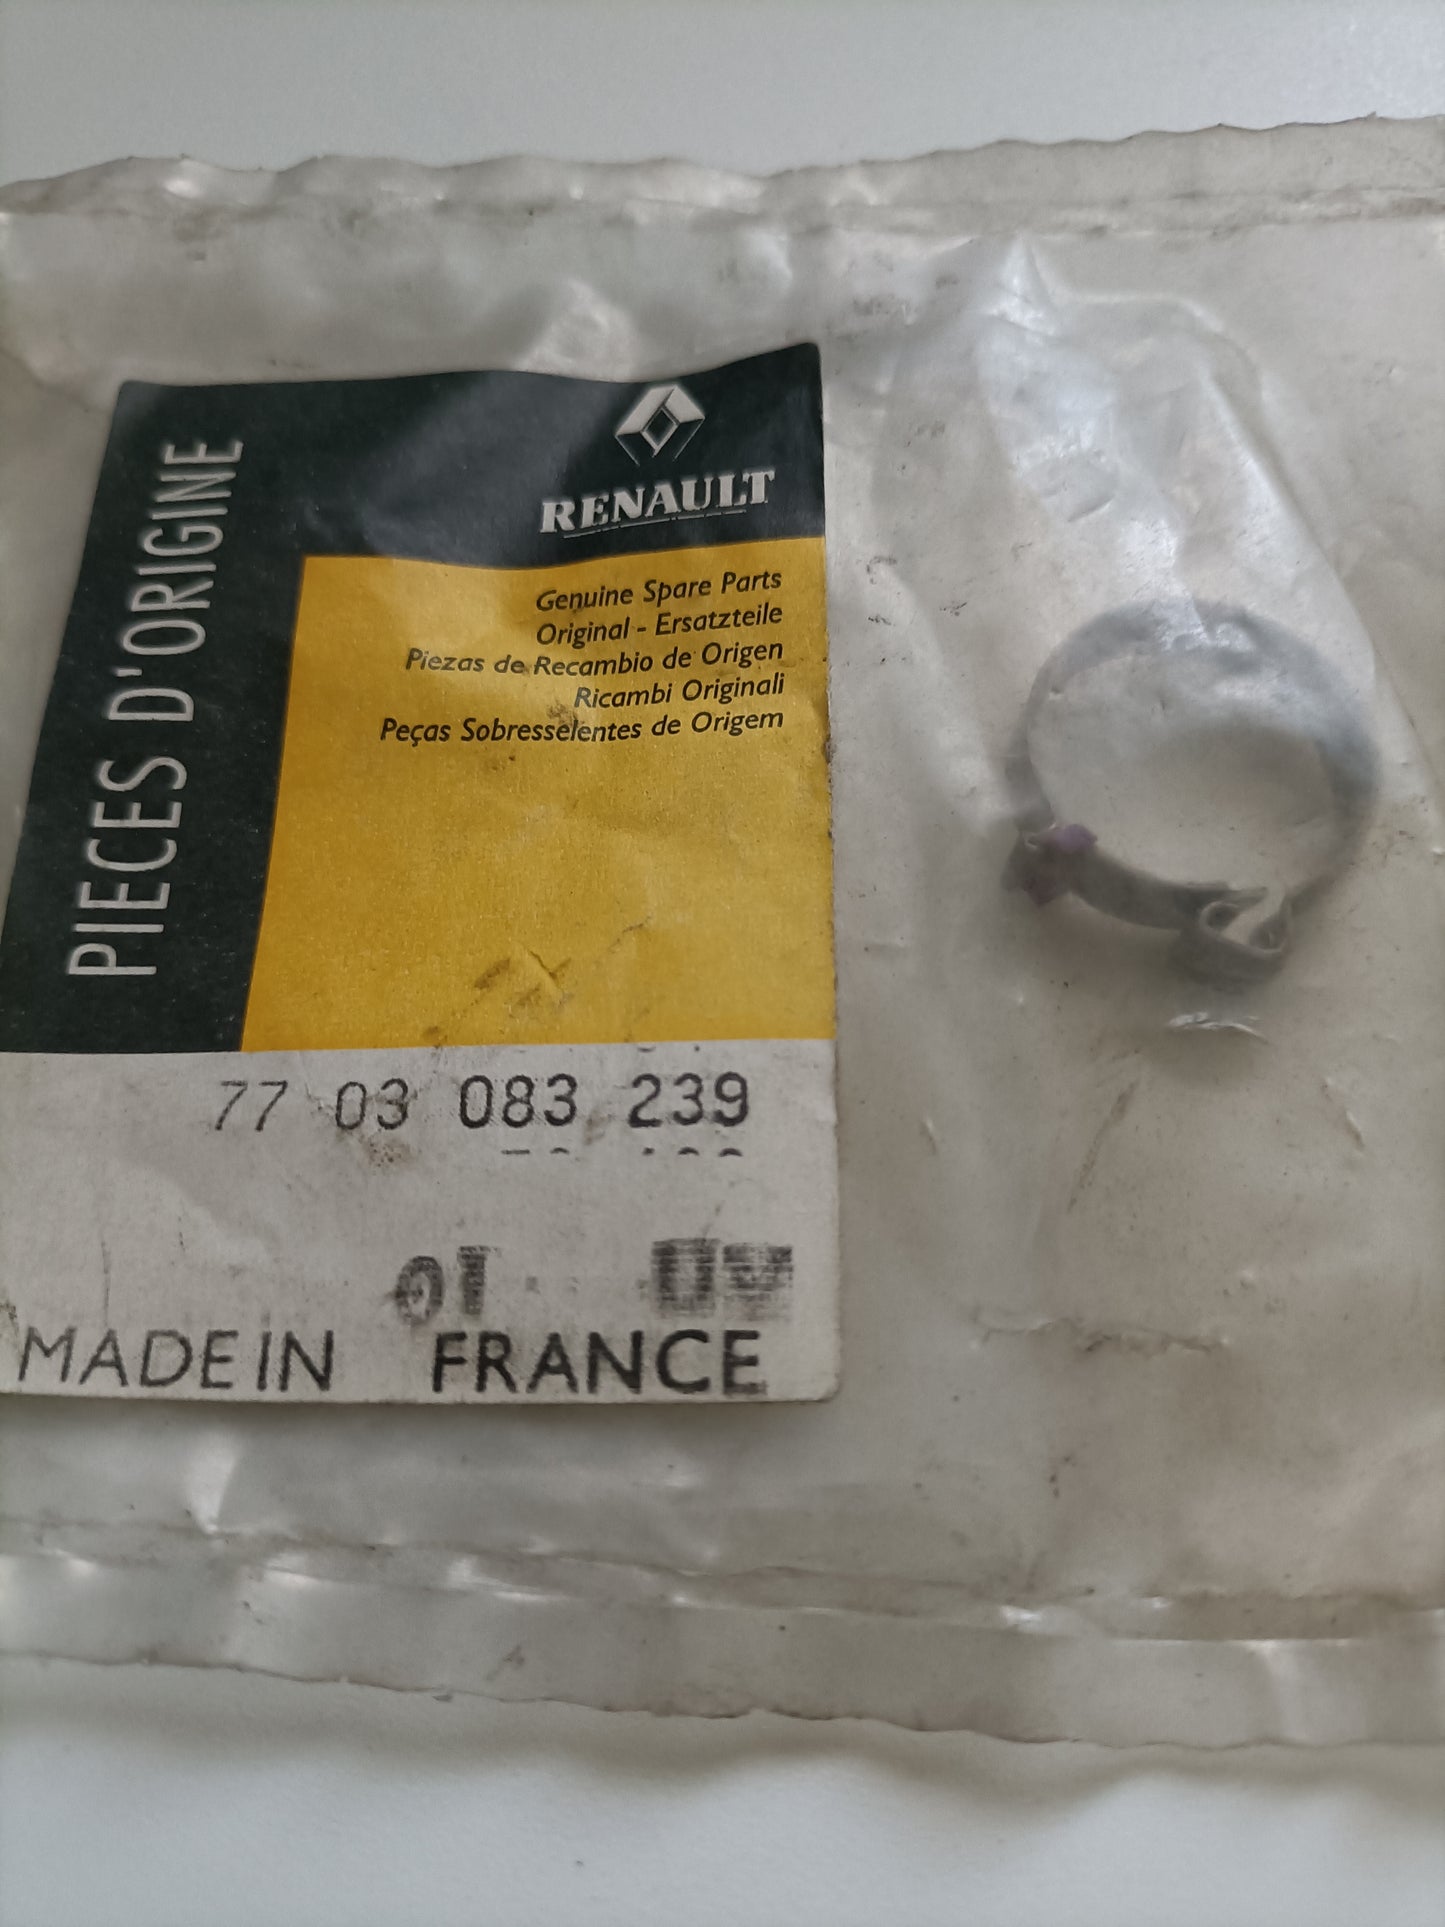 PIECES D'ORIGINE
RENAULT
Genuine Spare Parts
Original - Ersatzteile
Piezas de Recambio de Origen
Ricambi Originali
Peças Sobresselentes de Origem
77 03 083 239
MADE IN FRANCE